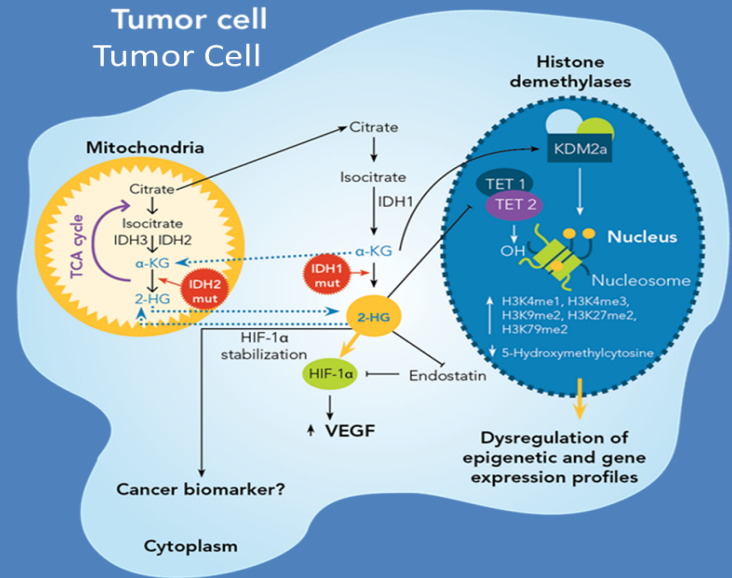 Tumor cell
Tumor Cell
Histone
demethylases
Mitochondria
Citrate
KDM2a
Citrate
Isocitrate
TET 1
TET 2
IDH1
Isocitrate
IDH3
IDH2
TCA cycle
OH
Nucleus
α-KG
α-KG
Nucleosome
IDH1
mut
IDH2
mut
2-HG
2-HG
H3K4me1, H3K4me3,
H3K9me2, H3K27me2,
H3K79me2
HIF-1α
stabilization
5-Hydroxymethylcytosine
HIF-1α
Endostatin
VEGF
Dysregulation of
epigenetic and gene
expression profiles
Cancer biomarker?
Cytoplasm